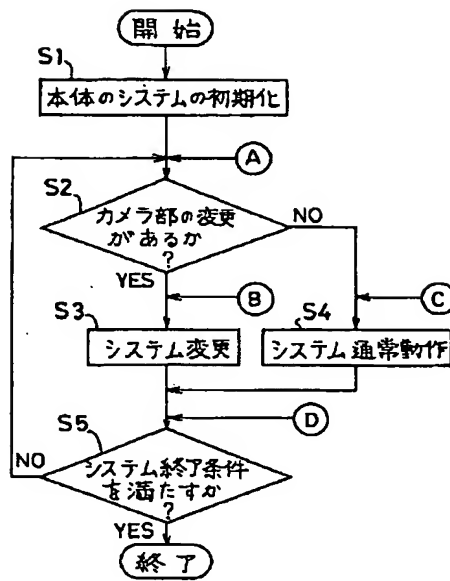 開始
S1
本体のシステムの初期化
A
S2
カメラ部の変更
があるか
?
NO
YES
B
C
S3
システム変更
S4
システム通常動作
D
S5
システム終了条件
を満たすか
?
NO
YES
終了